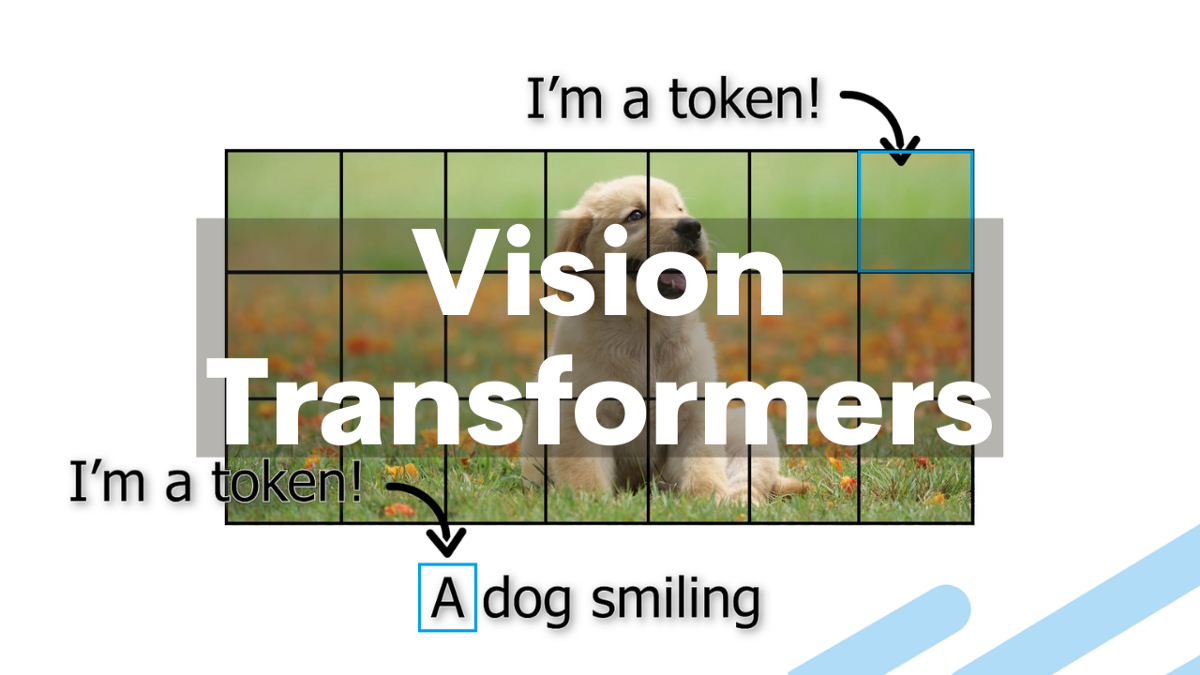 I’m a token!
Vision
Transformers
I’m a token!
A dog smiling